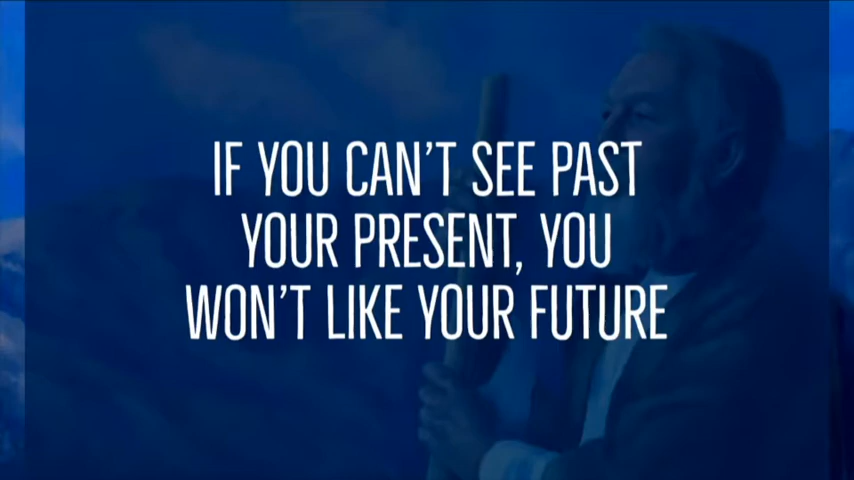 IF YOU CAN'T SEE PAST
YOUR PRESENT, YOU
WON'T LIKE YOUR FUTURE